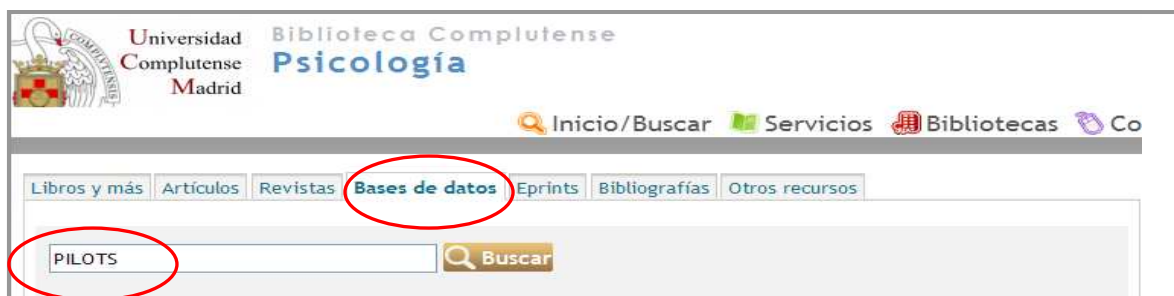 Universidad
Complutense
Madrid
Biblioteca Complutense
Psicología
Inicio/Buscar Servicios Bibliotecas Co
Libros y más Artículos Revistas Bases de datos Eprints Bibliografías Otros recursos
PILOTS Buscar